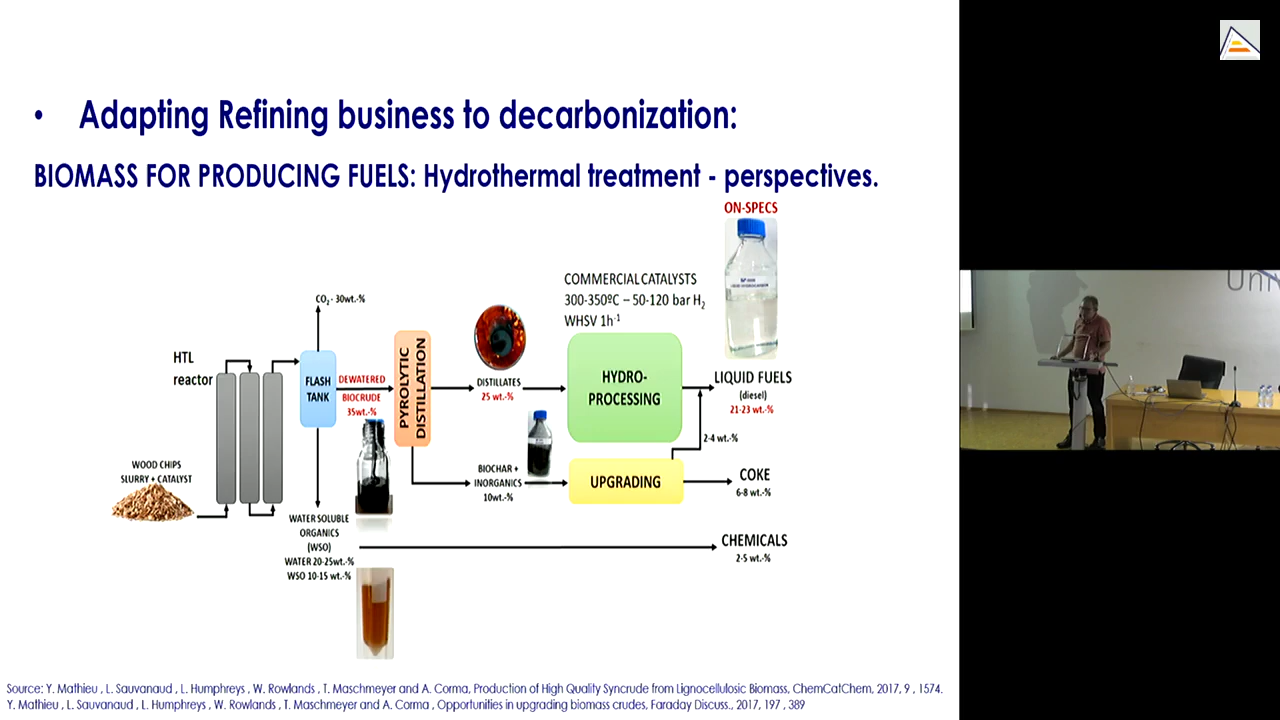 • Adapting Refining business to decarbonization:
BIOMASS FOR PRODUCING FUELS: Hydrothermal treatment - perspectives.
ON-SPECS
COMMERCIAL CATALYSTS
300-350ºC – 50-120 bar H2
WHSV 1h-1
CO2 - 30wt.-%
HTL
reactor
FLASH
TANK
DEWATERED
BIOCRUDE
35wt.-%
PYROLYTIC
DISTILLATION
DISTILLATES
25 wt.-%
HYDRO-
PROCESSING
LIQUID FUELS
(diesel)
21-23 wt.-%
2-4 wt.-%
WOOD CHIPS
SLURRY + CATALYST
BIOCHAR +
INORGANICS
10wt.-%
UPGRADING
COKE
6-8 wt.-%
WATER SOLUBLE
ORGANICS
(WSO)
WATER 20-25wt.-%
WSO 10-15 wt.-%
CHEMICALS
2-5 wt.-%
Source: Y. Mathieu , L. Sauvanaud , L. Humphreys , W. Rowlands , T. Maschmeyer and A. Corma, Production of High Quality Syncrude from Lignocellulosic Biomass, ChemCatChem, 2017, 9 , 1574.
Y. Mathieu , L. Sauvanaud , L. Humphreys , W. Rowlands , T. Maschmeyer and A. Corma , Opportunities in upgrading biomass crudes, Faraday Discuss., 2017, 197 , 389
Univ